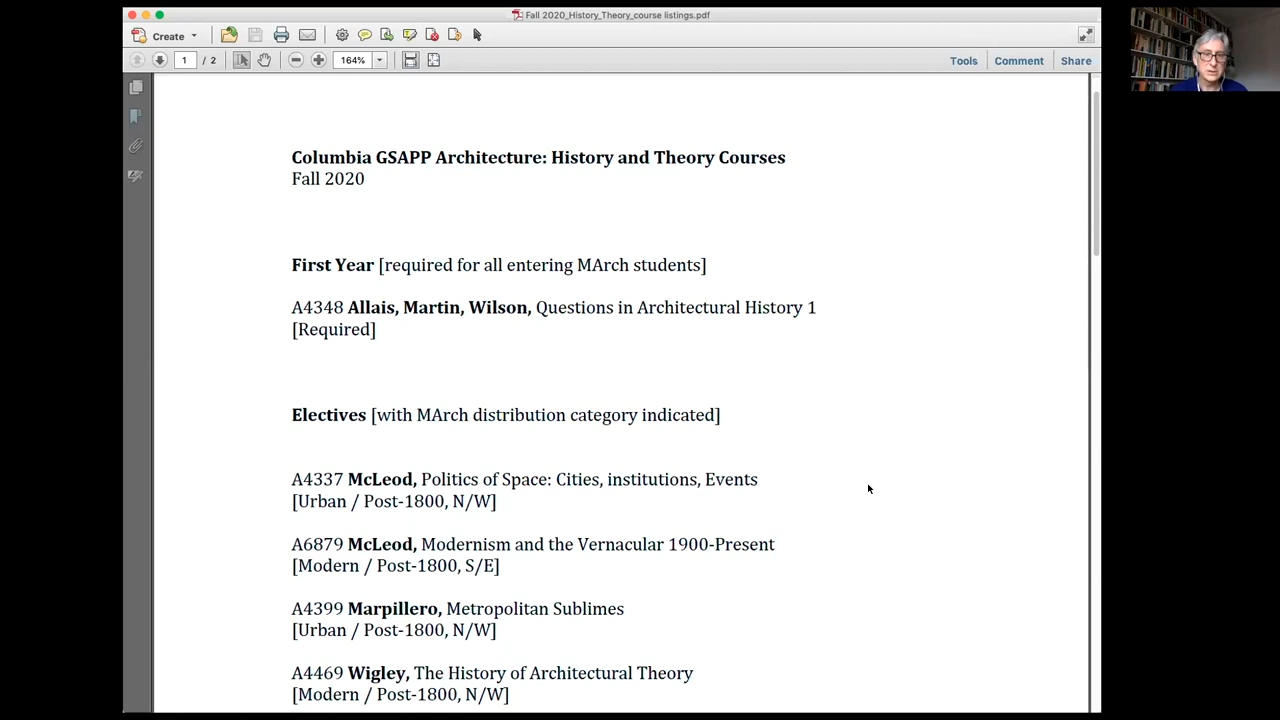 Fall 2020_History_Theory_course listings.pdf
Create
1 / 2
164%
Tools Comment Share
Columbia GSAPP Architecture: History and Theory Courses
Fall 2020
First Year [required for all entering MArch students]
A4348 Allais, Martin, Wilson, Questions in Architectural History 1
[Required]
Electives [with MArch distribution category indicated]
A4337 McLeod, Politics of Space: Cities, institutions, Events
[Urban / Post-1800, N/W]
A6879 McLeod, Modernism and the Vernacular 1900-Present
[Modern / Post-1800, S/E]
A4399 Marpillero, Metropolitan Sublimes
[Urban / Post-1800, N/W]
A4469 Wigley, The History of Architectural Theory
[Modern / Post-1800, N/W]